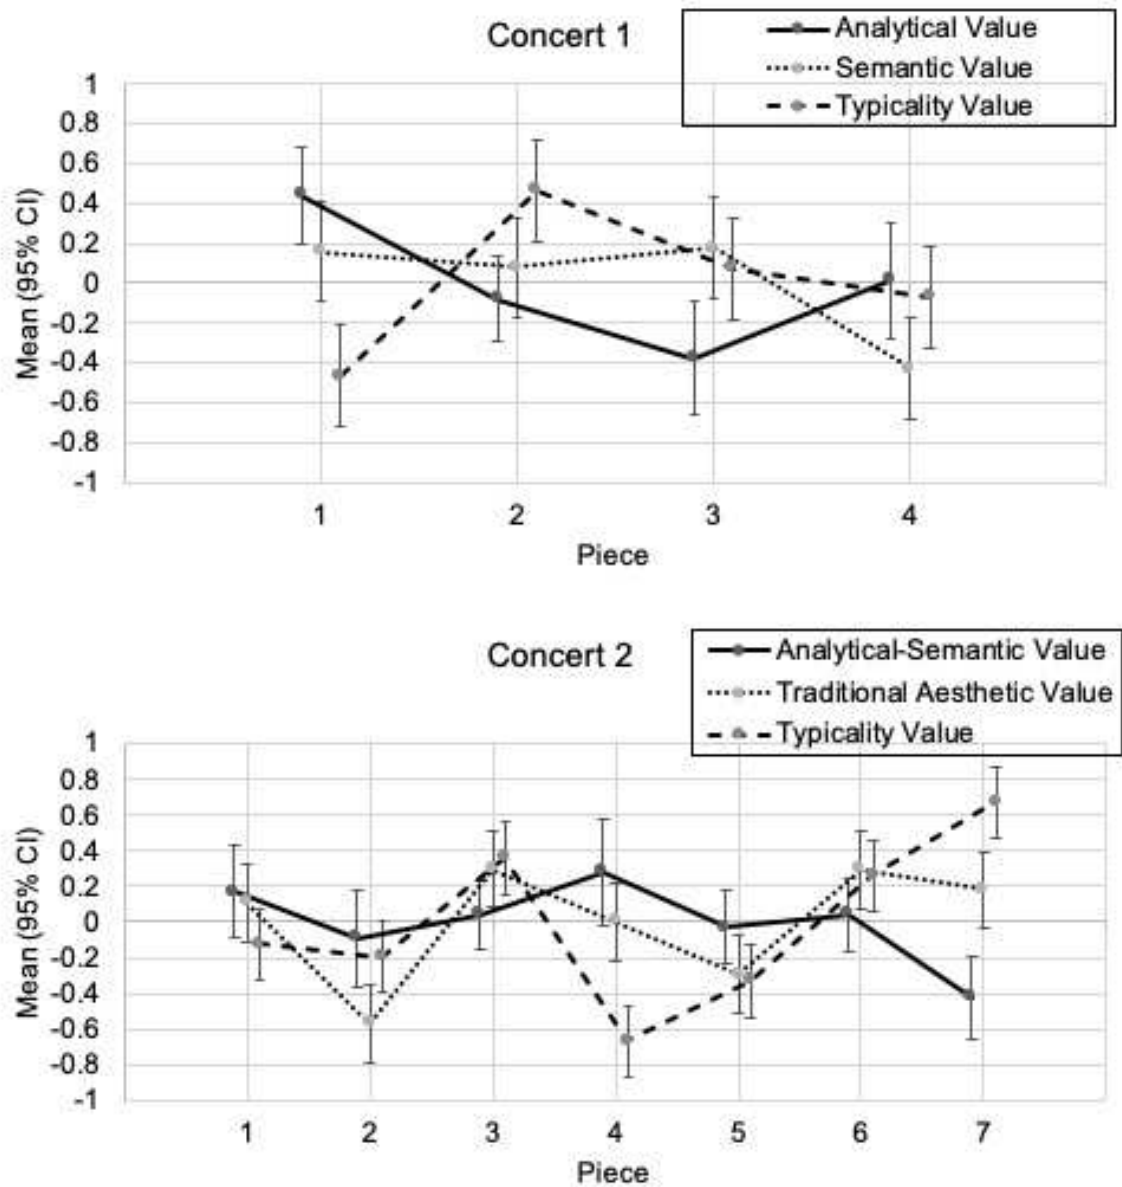 Concert 1
Analytical Value
Semantic Value
Typicality Value
Mean (95% CI)
1
0.8
0.6
0.4
0.2
0
-0.2
-0.4
-0.6
-0.8
-1
1 2 3 4
Piece
Concert 2
Analytical-Semantic Value
Traditional Aesthetic Value
Typicality Value
Mean (95% CI)
1
0.8
0.6
0.4
0.2
0
-0.2
-0.4
-0.6
-0.8
-1
1 2 3 4 5 6 7
Piece